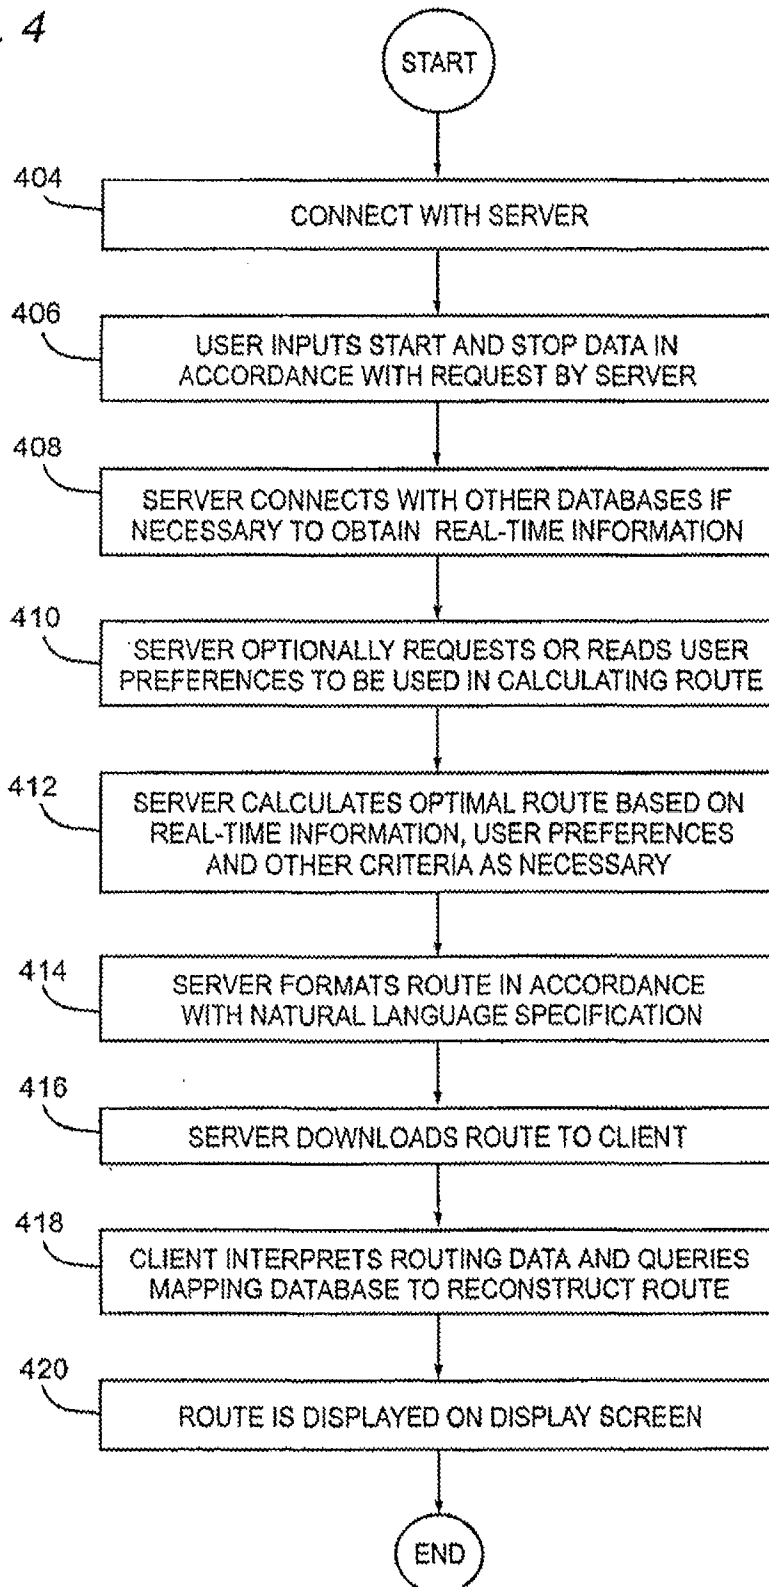 . 4
START
404
CONNECT WITH SERVER
406
USER INPUTS START AND STOP DATA IN
ACCORDANCE WITH REQUEST BY SERVER
408
SERVER CONNECTS WITH OTHER DATABASES IF
NECESSARY TO OBTAIN REAL-TIME INFORMATION
410
SERVER OPTIONALLY REQUESTS OR READS USER
PREFERENCES TO BE USED IN CALCULATING ROUTE
412
SERVER CALCULATES OPTIMAL ROUTE BASED ON
REAL-TIME INFORMATION, USER PREFERENCES
AND OTHER CRITERIA AS NECESSARY
414
SERVER FORMATS ROUTE IN ACCORDANCE
WITH NATURAL LANGUAGE SPECIFICATION
416
SERVER DOWNLOADS ROUTE TO CLIENT
418
CLIENT INTERPRETS ROUTING DATA AND QUERIES
MAPPING DATABASE TO RECONSTRUCT ROUTE
420
ROUTE IS DISPLAYED ON DISPLAY SCREEN
END